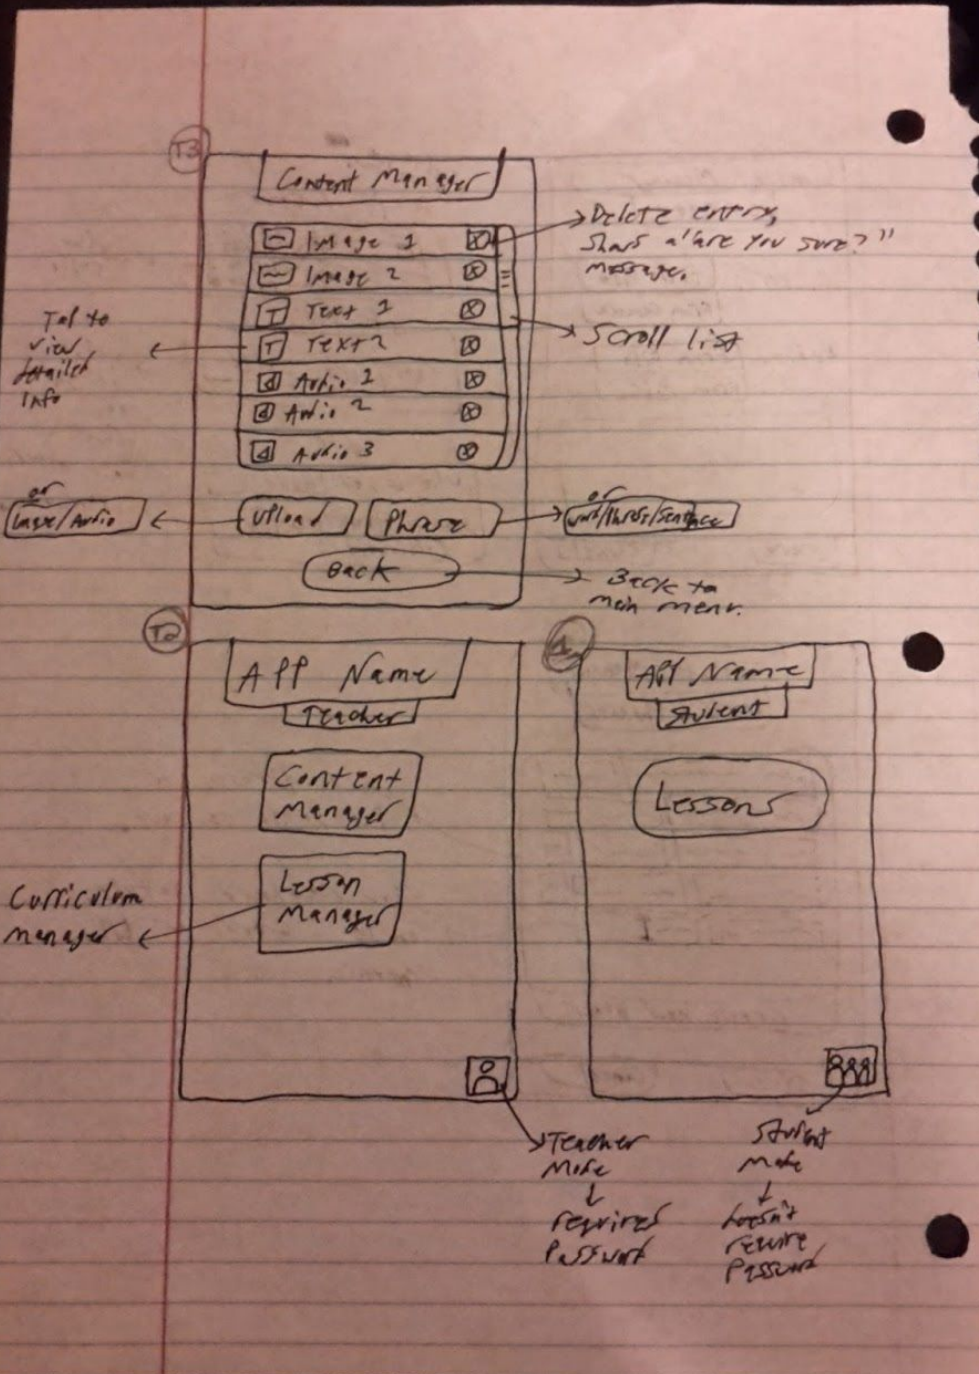 T3
Content Manager
Image 1
Image 2
Text 1
Text 2
Audio 1
Audio 2
Audio 3
Delete entry,
shows a "are you sure?"
message.
Scroll list
Tap to
view
detailed
info
or
Image/Audio
Upload
Phrase
or
word/Phrase/Sentence
Back
Back to
main menu.
T2
App Name
Teacher
Content
Manager
Lesson
Manager
Curriculum
manager
App Name
Student
Lessons
Teacher
Mode
requires
Password
Student
mode
doesn't
require
Password